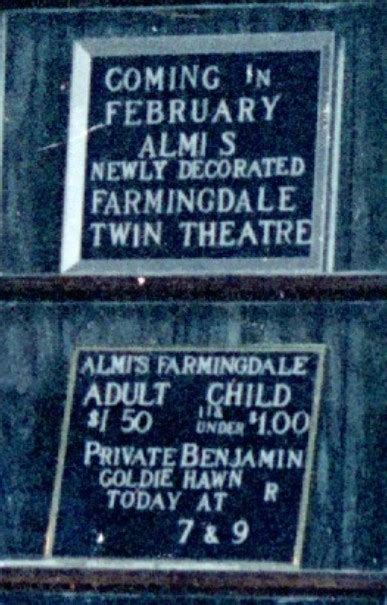 COMING IN
FEBRUARY
ALMI S
NEWLY DECORATED
FARMINGDALE
TWIN THEATRE
ALMI'S FARMINGDALE
ADULT CHILD
$1 50 11& UNDER $1.00
PRIVATE BENJAMIN
GOLDIE HAWN R
TODAY AT
7 & 9